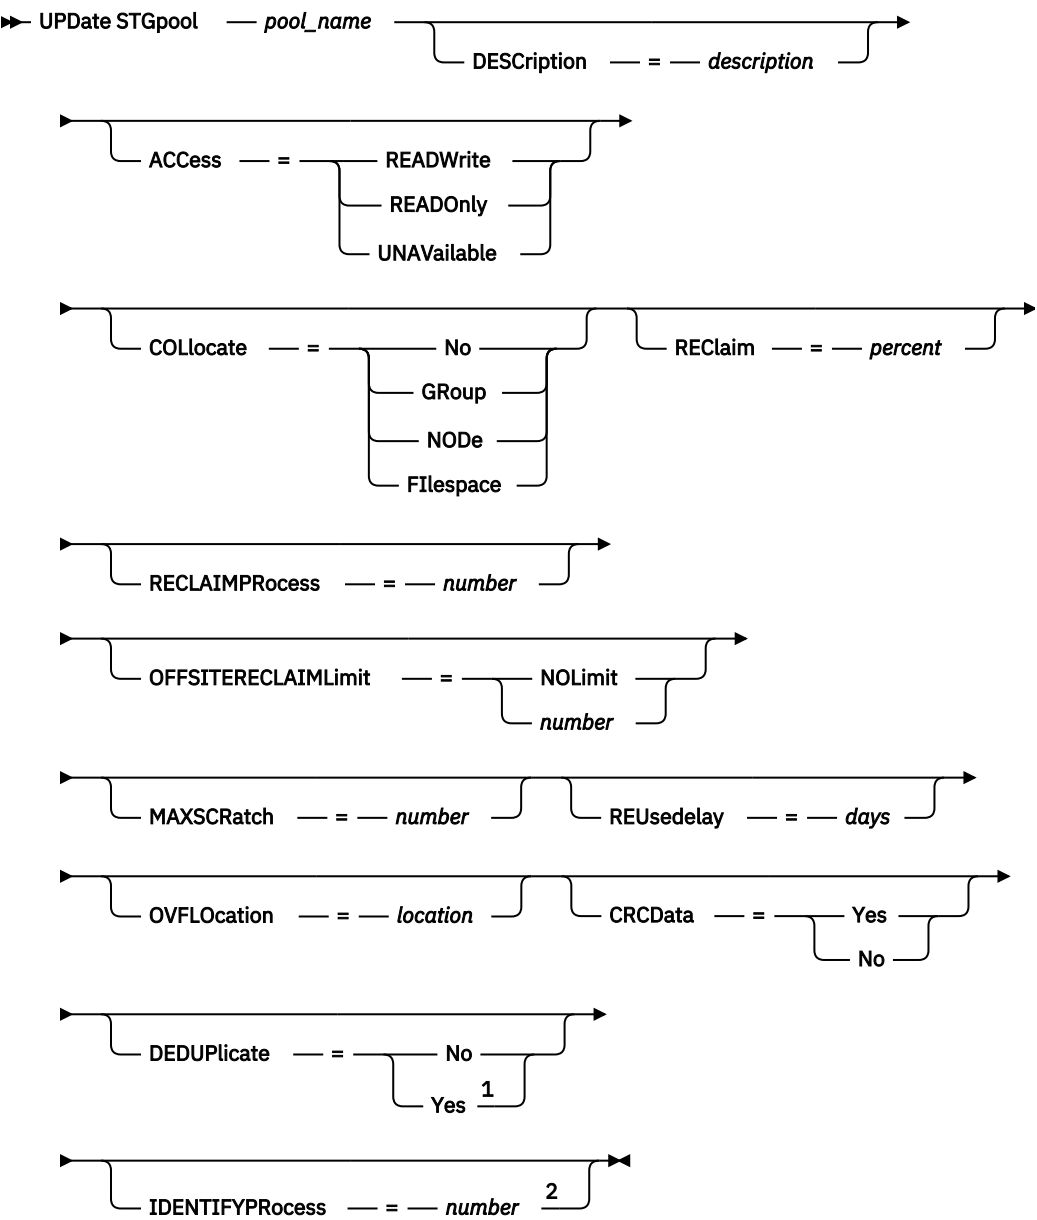 UPDate STGpool pool_name
DESCription = description
ACCess = READWrite
READOnly
UNAVailable
COLlocate = No
GRoup
NODe
FIlespace
REClaim = percent
RECLAIMPRocess = number
OFFSITERECLAIMLimit = NOLimit
number
MAXSCRatch = number
REUsedelay = days
OVFLOcation = location
CRCData = Yes
No
DEDUPlicate = No
Yes 1
IDENTIFYPRocess = number 2